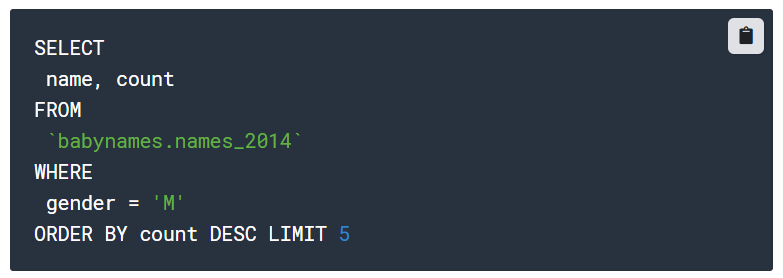 SELECT
 name, count
FROM
 `babynames.names_2014`
WHERE
 gender = 'M'
ORDER BY count DESC LIMIT 5